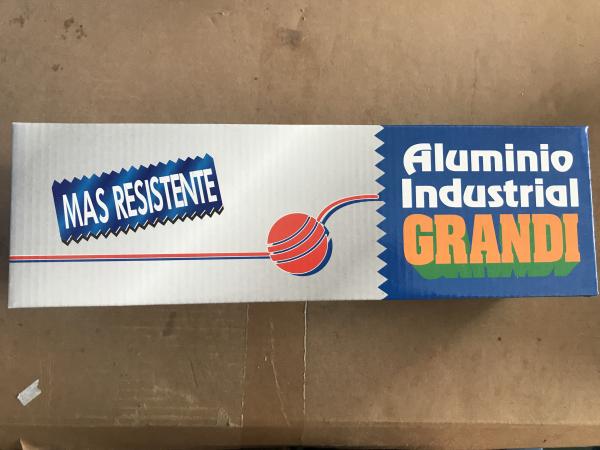 MAS RESISTENTE
Aluminio
Industrial
GRANDI